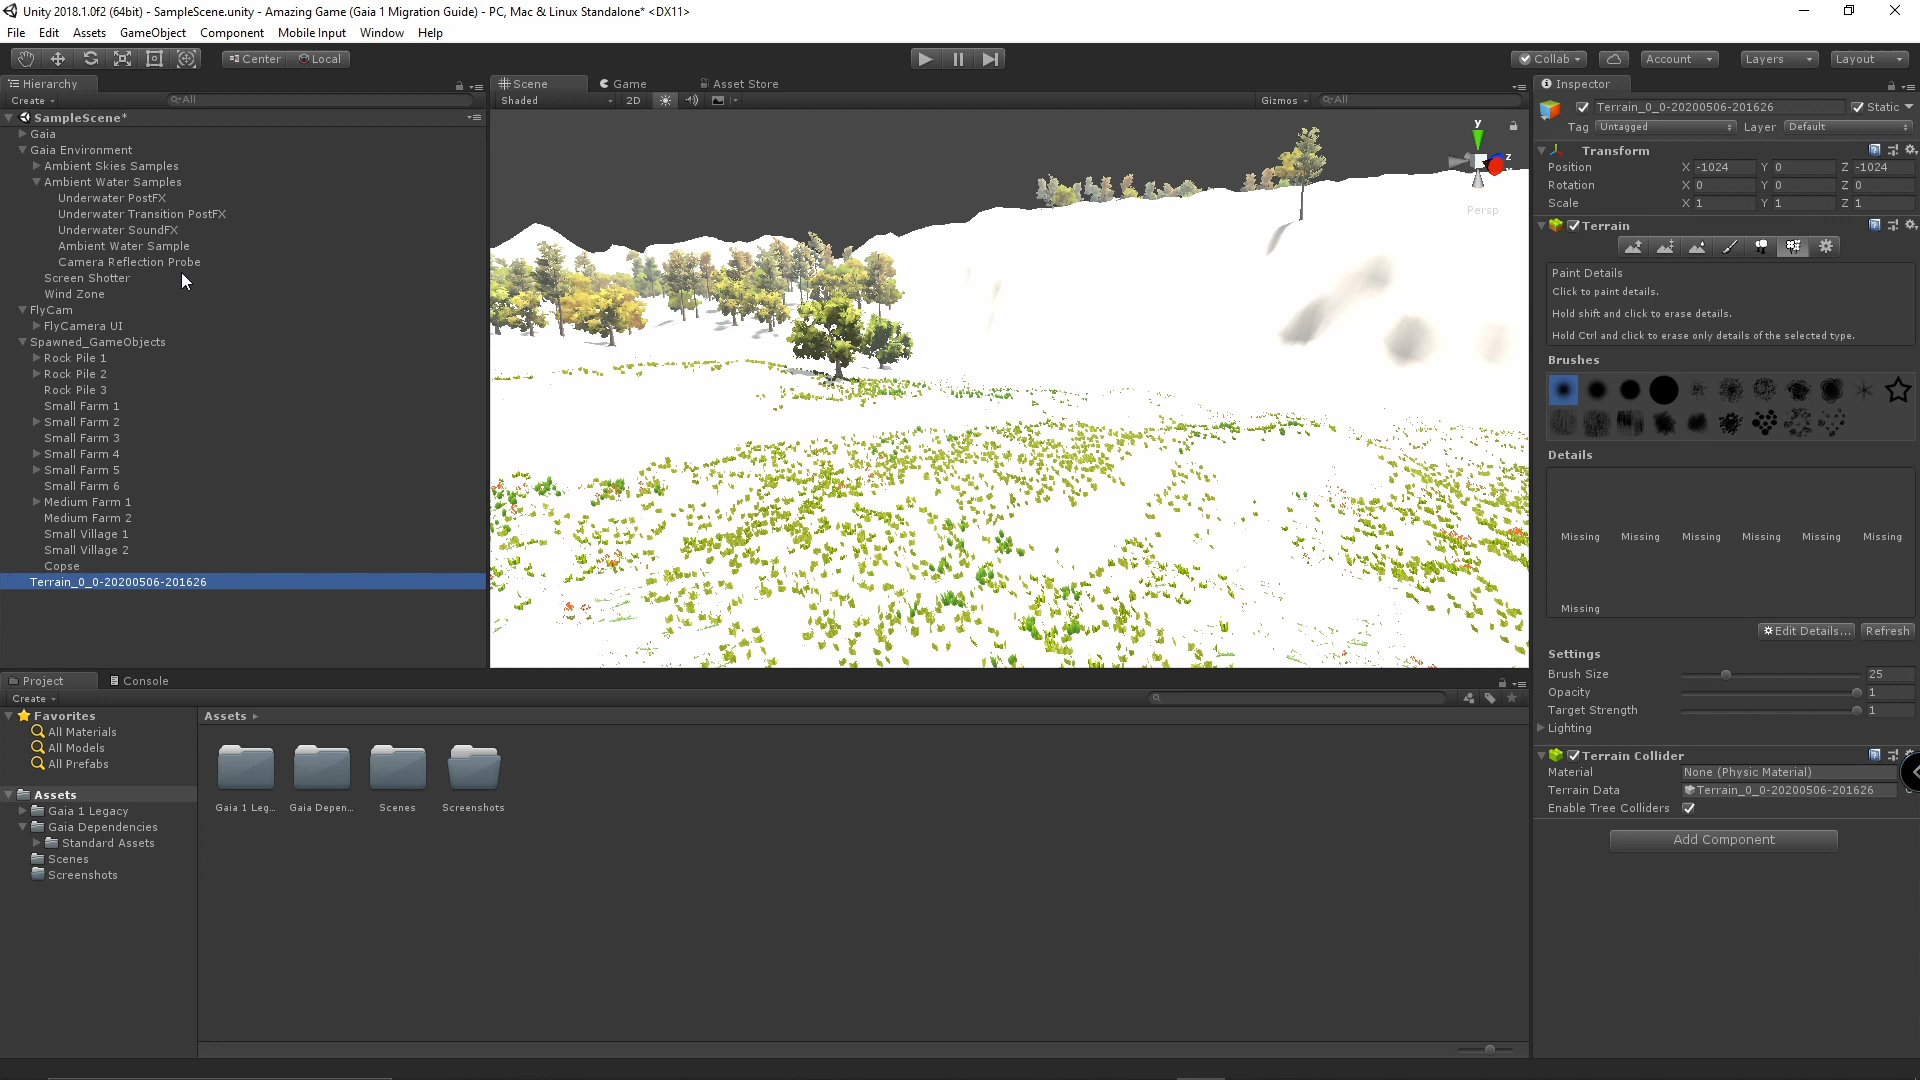 Unity 2018.1.0f2 (64bit) - SampleScene.unity - Amazing Game (Gaia 1 Migration Guide) - PC, Mac & Linux Standalone* <DX11>
File Edit Assets GameObject Component Mobile Input Window Help
Center Local
Collab Account Layers Layout
Hierarchy
Create All
SampleScene*
Gaia
Gaia Environment
Ambient Skies Samples
Ambient Water Samples
Underwater PostFX
Underwater Transition PostFX
Underwater SoundFX
Ambient Water Sample
Camera Reflection Probe
Screen Shotter
Wind Zone
FlyCam
FlyCamera UI
Spawned_GameObjects
Rock Pile 1
Rock Pile 2
Rock Pile 3
Small Farm 1
Small Farm 2
Small Farm 3
Small Farm 4
Small Farm 5
Small Farm 6
Medium Farm 1
Medium Farm 2
Small Village 1
Small Village 2
Copse
Terrain_0_0-20200506-201626
Scene Game Asset Store
Shaded 2D Gizmos All
y
z
Persp
Inspector
Terrain_0_0-20200506-201626 Static
Tag Untagged Layer Default
Transform
Position X -1024 Y 0 Z -1024
Rotation X 0 Y 0 Z 0
Scale X 1 Y 1 Z 1
Terrain
Paint Details
Click to paint details.
Hold shift and click to erase details.
Hold Ctrl and click to erase only details of the selected type.
Brushes
Details
Missing Missing Missing Missing Missing Missing
Missing
Edit Details... Refresh
Settings
Brush Size 25
Opacity 1
Target Strength 1
Lighting
Terrain Collider
Material None (Physic Material)
Terrain Data Terrain_0_0-20200506-201626
Enable Tree Colliders
Add Component
Project Console
Create
Favorites
All Materials
All Models
All Prefabs
Assets
Gaia 1 Legacy
Gaia Dependencies
Standard Assets
Scenes
Screenshots
Assets
Gaia 1 Leg... Gaia Depen... Scenes Screenshots